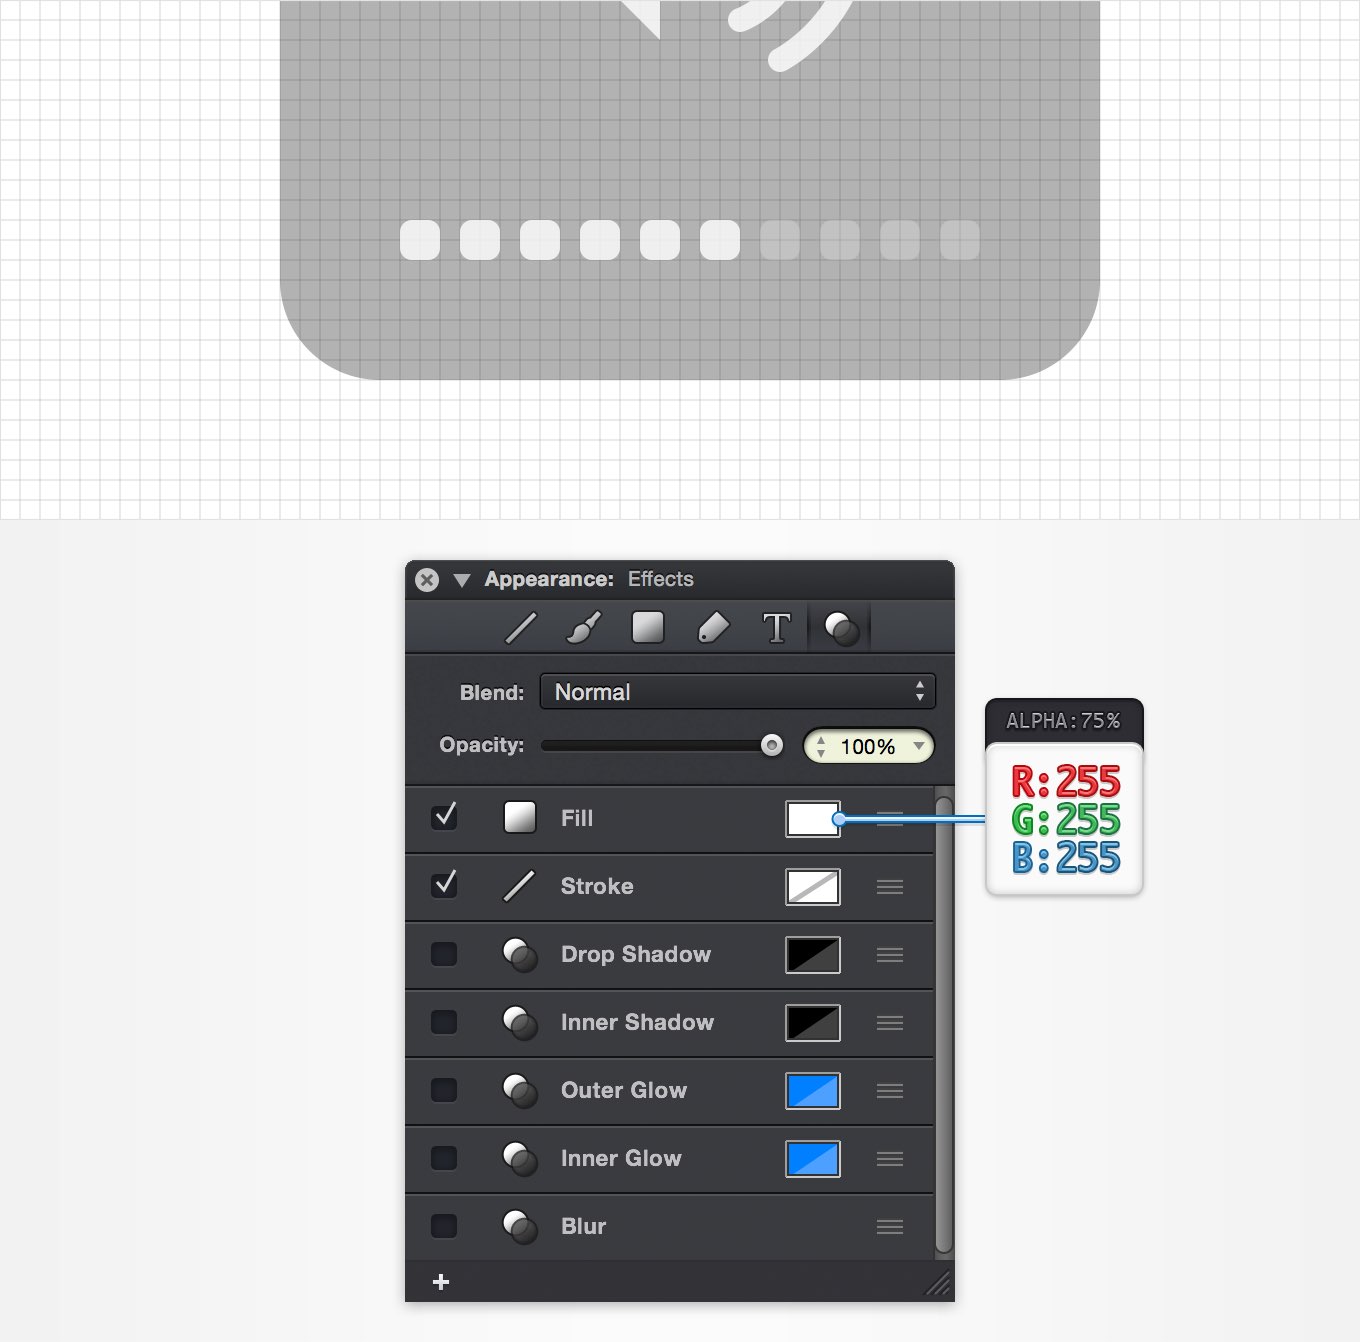 Appearance: Effects
T
Blend: Normal
Opacity: 100%
ALPHA:75%
R:255
G:255
B:255
Fill
Stroke
Drop Shadow
Inner Shadow
Outer Glow
Inner Glow
Blur
+